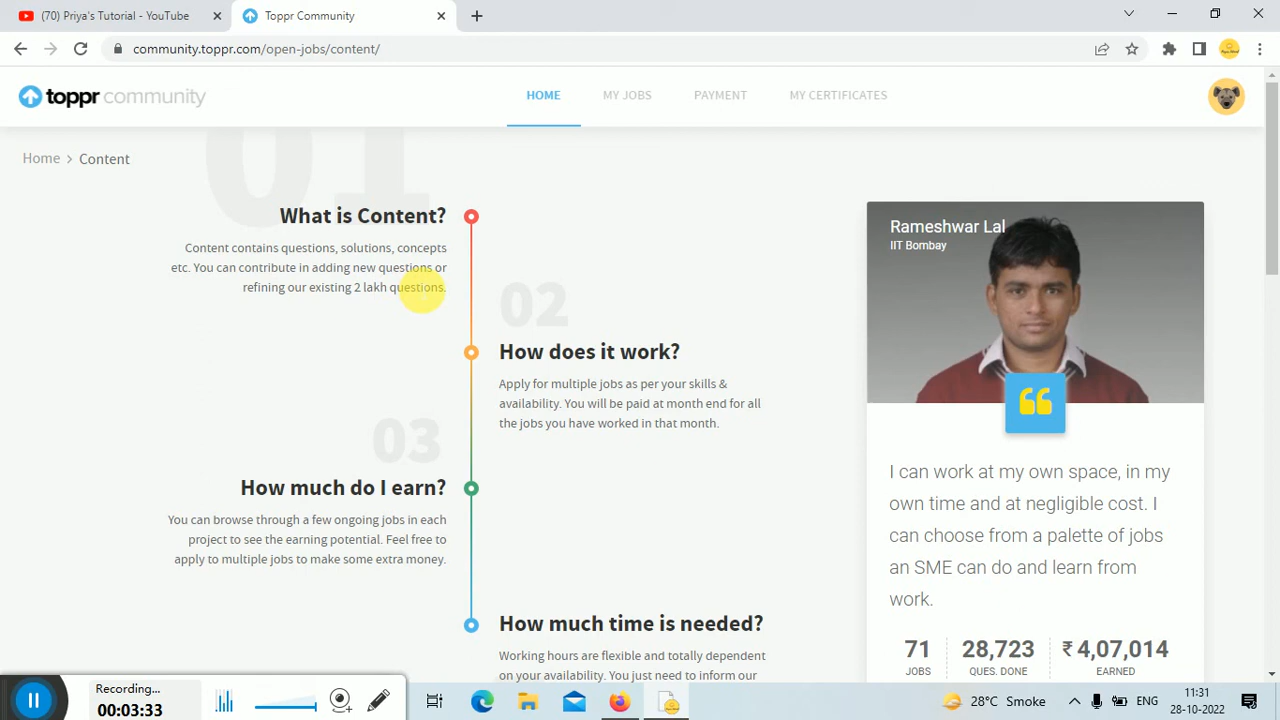 (70) Priya's Tutorial - YouTube
Toppr Community
community.toppr.com/open-jobs/content/
toppr community
HOME
MY JOBS
PAYMENT
MY CERTIFICATES
01
Home > Content
What is Content?
Content contains questions, solutions, concepts
etc. You can contribute in adding new questions or
refining our existing 2 lakh questions.
02
How does it work?
Apply for multiple jobs as per your skills &
availability. You will be paid at month end for all
the jobs you have worked in that month.
03
How much do I earn?
You can browse through a few ongoing jobs in each
project to see the earning potential. Feel free to
apply to multiple jobs to make some extra money.
How much time is needed?
Working hours are flexible and totally dependent
on your availability. You just need to inform our
Rameshwar Lal
IIT Bombay
I can work at my own space, in my
own time and at negligible cost. I
can choose from a palette of jobs
an SME can do and learn from
work.
71
JOBS
28,723
QUES. DONE
₹ 4,07,014
EARNED
Recording...
00:03:33
28°C Smoke
ENG
11:31
28-10-2022